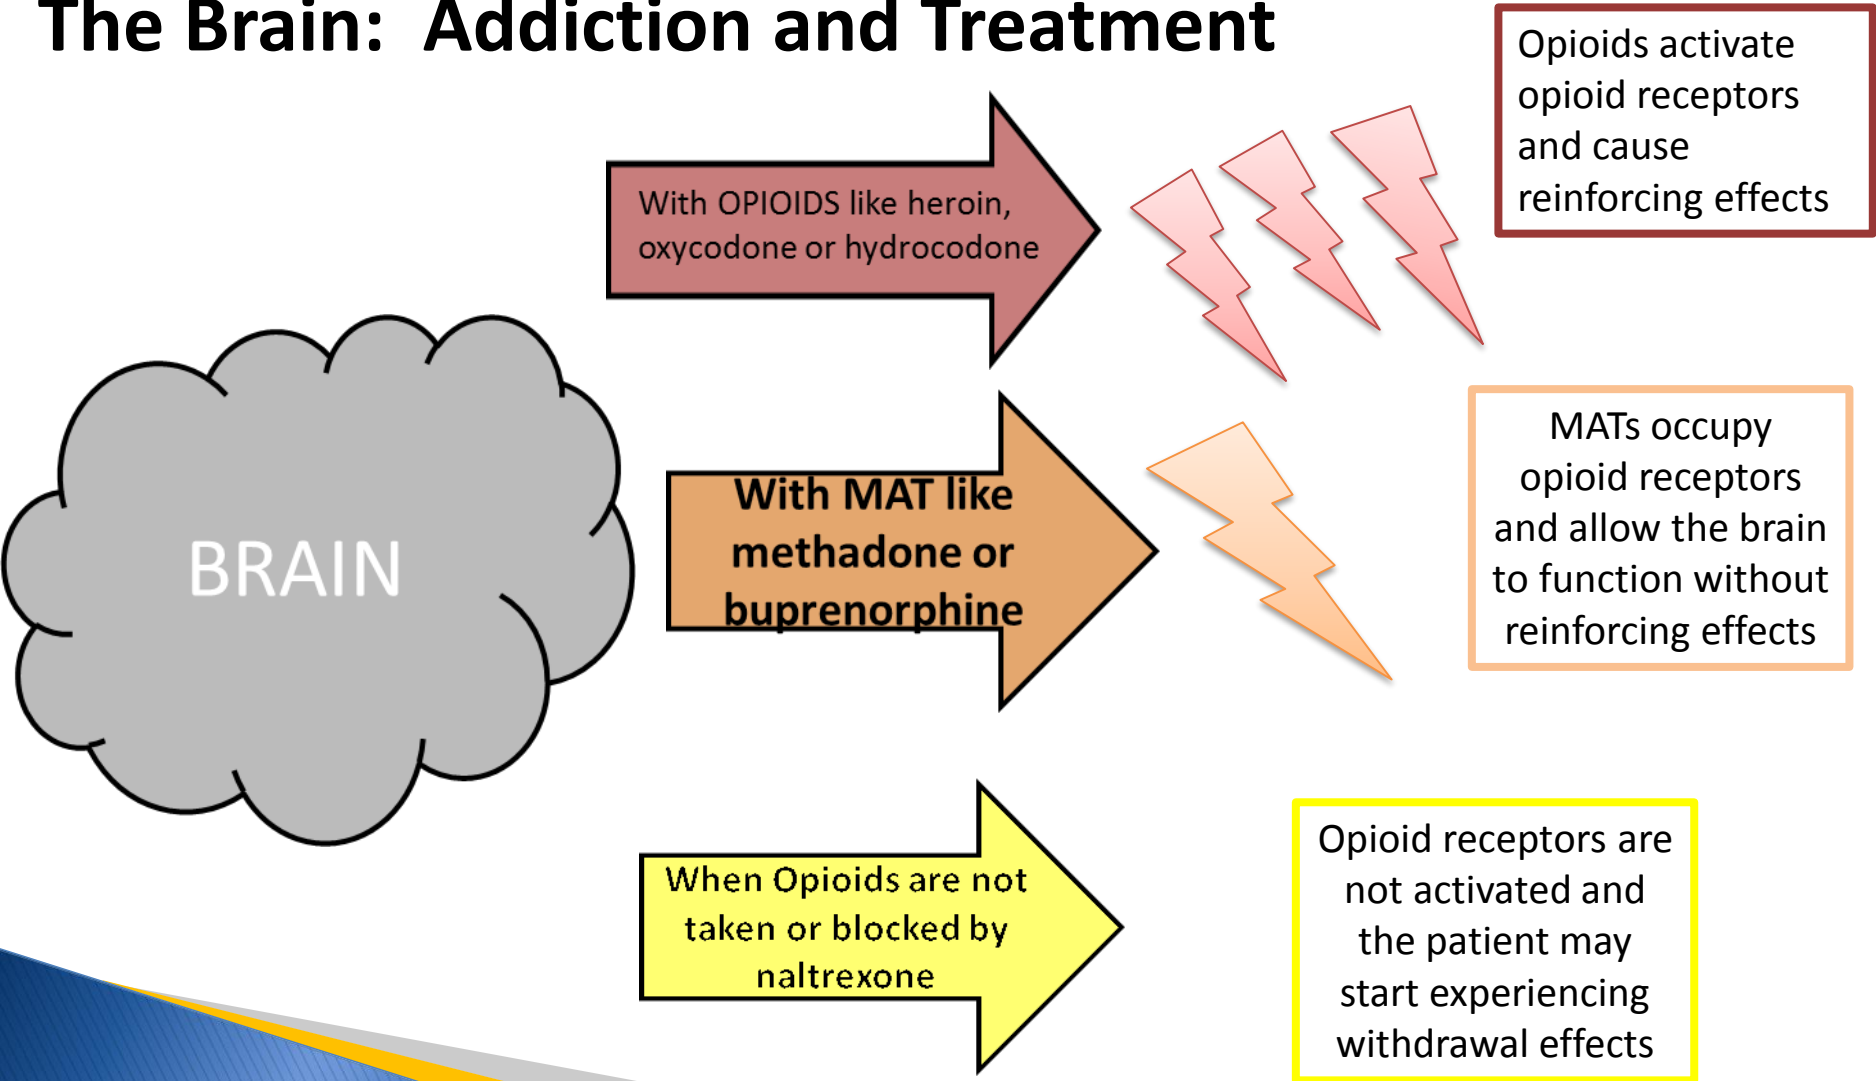 The Brain:  Addiction and Treatment
With OPIOIDS like heroin,
oxycodone or hydrocodone
Opioids activate
opioid receptors
and cause
reinforcing effects
BRAIN
With MAT like
methadone or
buprenorphine
MATs occupy
opioid receptors
and allow the brain
to function without
reinforcing effects
When Opioids are not
taken or blocked by
naltrexone
Opioid receptors are
not activated and
the patient may
start experiencing
withdrawal effects